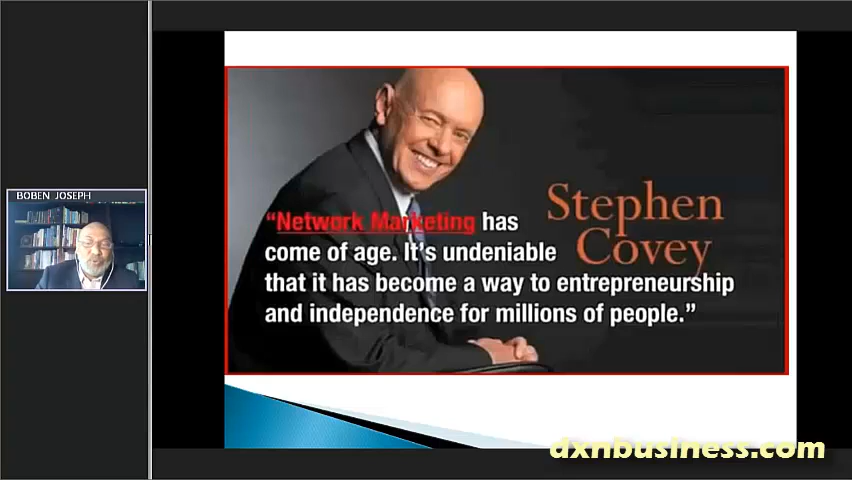 BOBEN JOSEPH
Stephen
Covey
“Network Marketing has
come of age. It’s undeniable
that it has become a way to entrepreneurship
and independence for millions of people.”
dxnbusiness.com